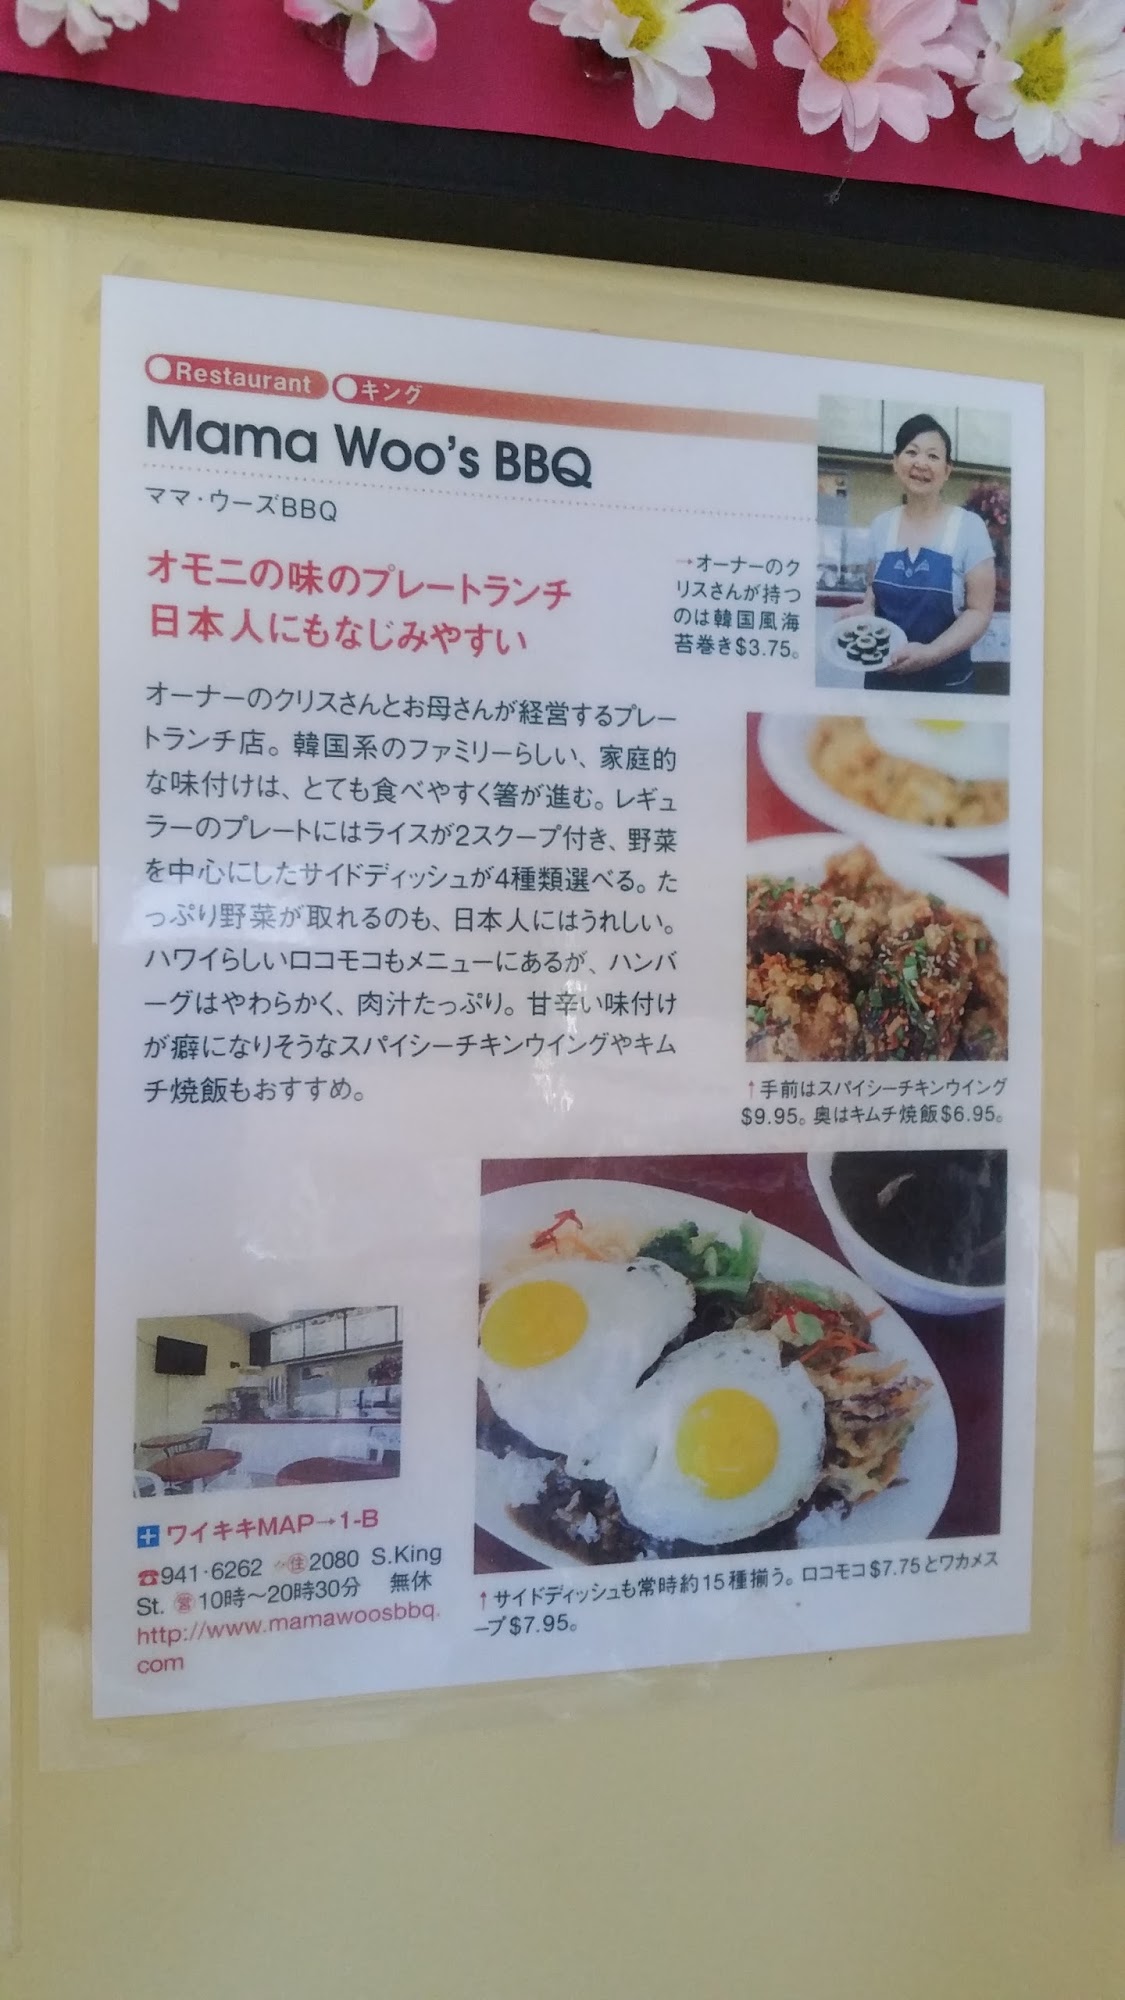 Restaurant キング
Mama Woo's BBQ
ママ・ウーズBBQ
オモニの味のプレートランチ
日本人にもなじみやすい
→オーナーのク
リスさんが持つ
のは韓国風海
苔巻き$3.75。
オーナーのクリスさんとお母さんが経営するプレー
トランチ店。韓国系のファミリーらしい、家庭的
な味付けは、とても食べやすく箸が進む。レギュ
ラーのプレートにはライスが2スクープ付き、野菜
を中心にしたサイドディッシュが4種類選べる。た
っぷり野菜が取れるのも、日本人にはうれしい。
ハワイらしいロコモコもメニューにあるが、ハンバ
ーグはやわらかく、肉汁たっぷり。甘辛い味付け
が癖になりそうなスパイシーチキンウイングやキム
チ焼飯もおすすめ。
↑手前はスパイシーチキンウイング
$9.95。奥はキムチ焼飯$6.95。
ワイキキMAP→1-B
☎941・6262 住2080 S.King
St. 営10時〜20時30分 無休
http://www.mamawoosbbq.
com
↑サイドディッシュも常時約15種揃う。ロコモコ$7.75とワカメス
ープ$7.95。